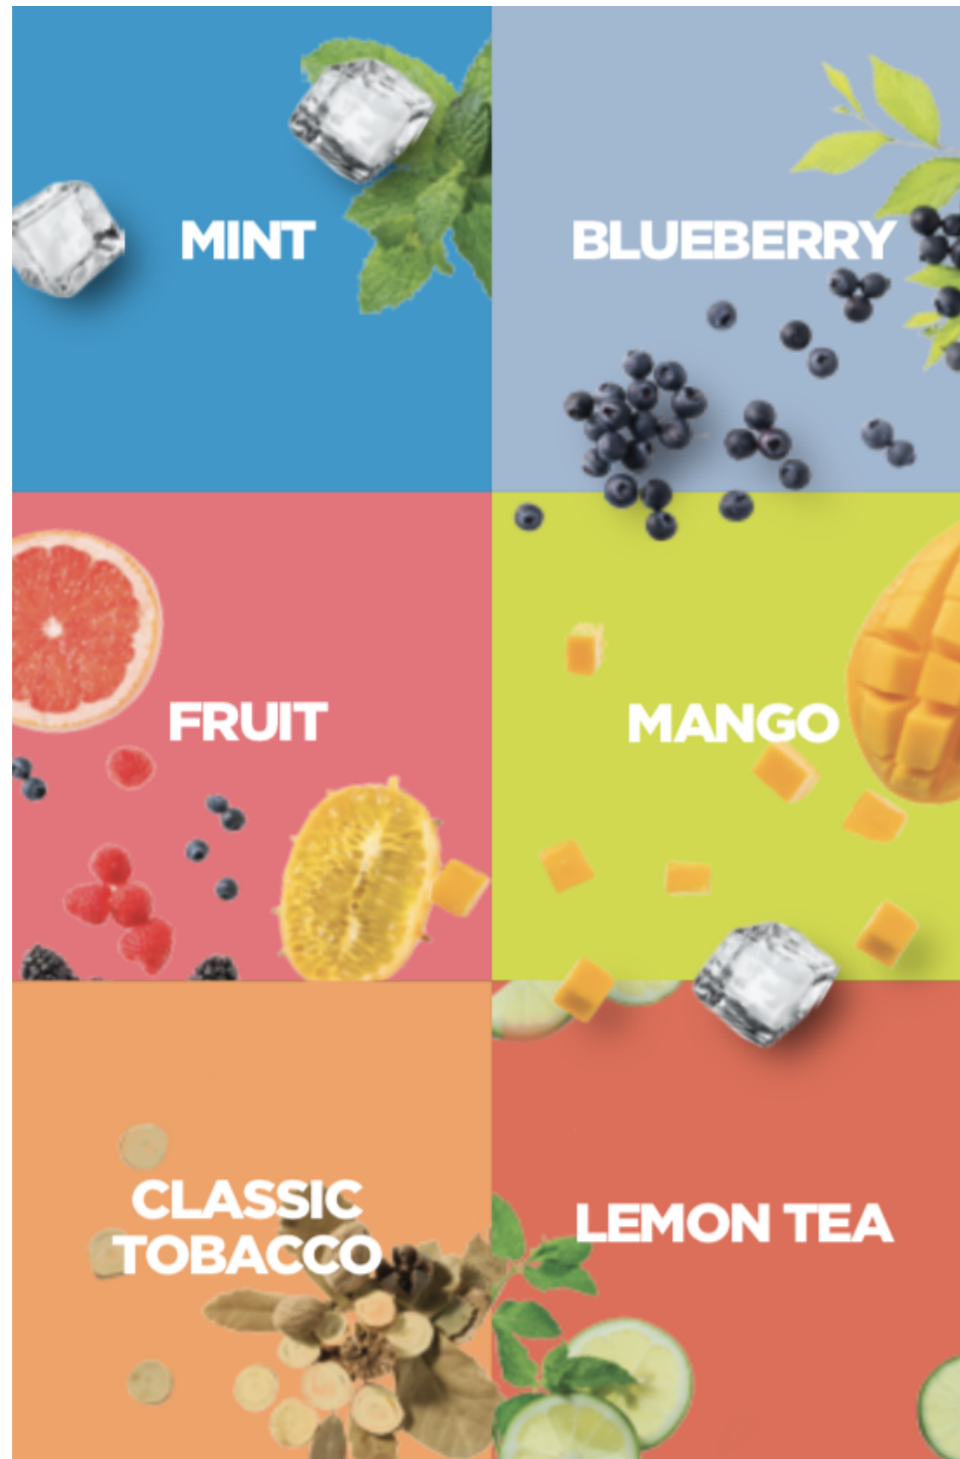 MINT
BLUEBERRY
FRUIT
MANGO
CLASSIC
TOBACCO
LEMON TEA